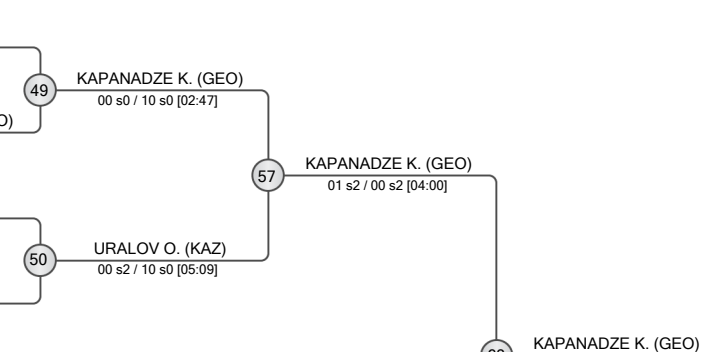 KAPANADZE K. (GEO)
49
00 s0 / 10 s0 [02:47]
O)
KAPANADZE K. (GEO)
57
01 s2 / 00 s2 [04:00]
URALOV O. (KAZ)
50
00 s2 / 10 s0 [05:09]
KAPANADZE K. (GEO)